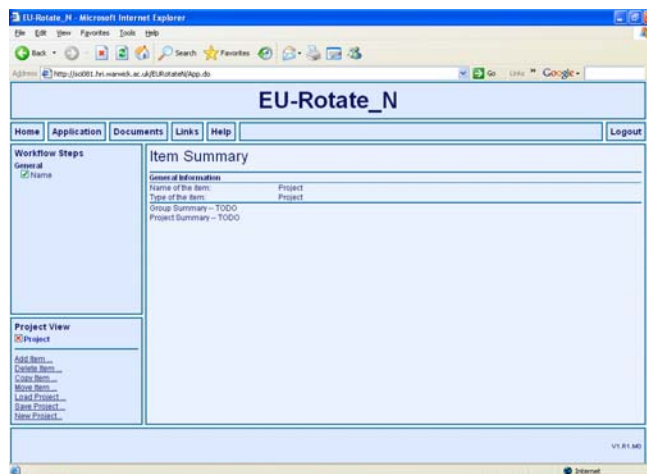 EU-Rotate_N - Microsoft Internet Explorer
File Edit View Favorites Tools Help
Back Search Favorites
Address http://sci081.hri.warwick.ac.uk/EURotateN/App.do Go Links Google
EU-Rotate_N
Home Application Documents Links Help Logout
Workflow Steps
General
Name
Item Summary
General Information
Name of the item: Project
Type of the item: Project
Group Summary -- TODO
Project Summary -- TODO
Project View
Project
Add Item ...
Delete Item ...
Copy Item ...
Move Item ...
Load Project...
Save Project...
New Project...
V1.R1.M0
Internet